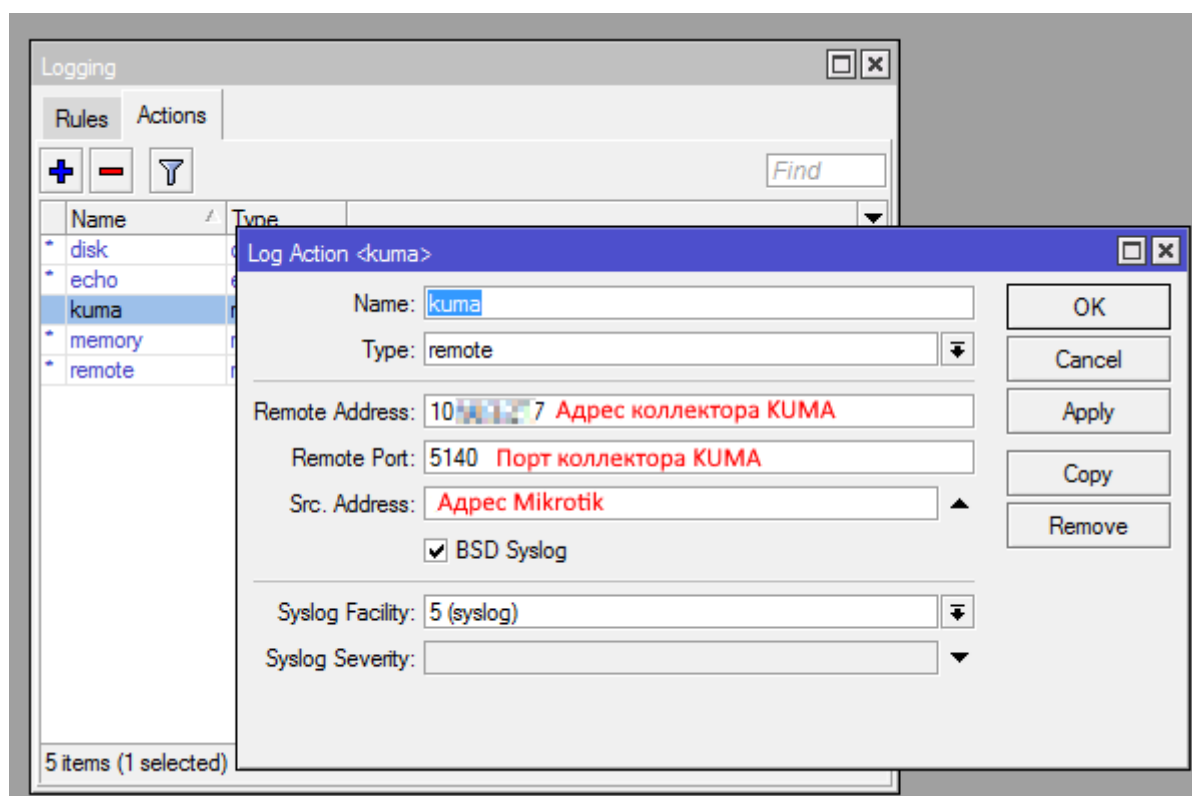 Logging
Rules Actions
Find
Name Type
* disk
* echo
kuma
* memory
* remote
Log Action <kuma>
Name: kuma
Type: remote
Remote Address: 10 7 Адрес коллектора KUMA
Remote Port: 5140 Порт коллектора KUMA
Src. Address: Адрес Mikrotik
BSD Syslog
Syslog Facility: 5 (syslog)
Syslog Severity:
OK
Cancel
Apply
Copy
Remove
5 items (1 selected)